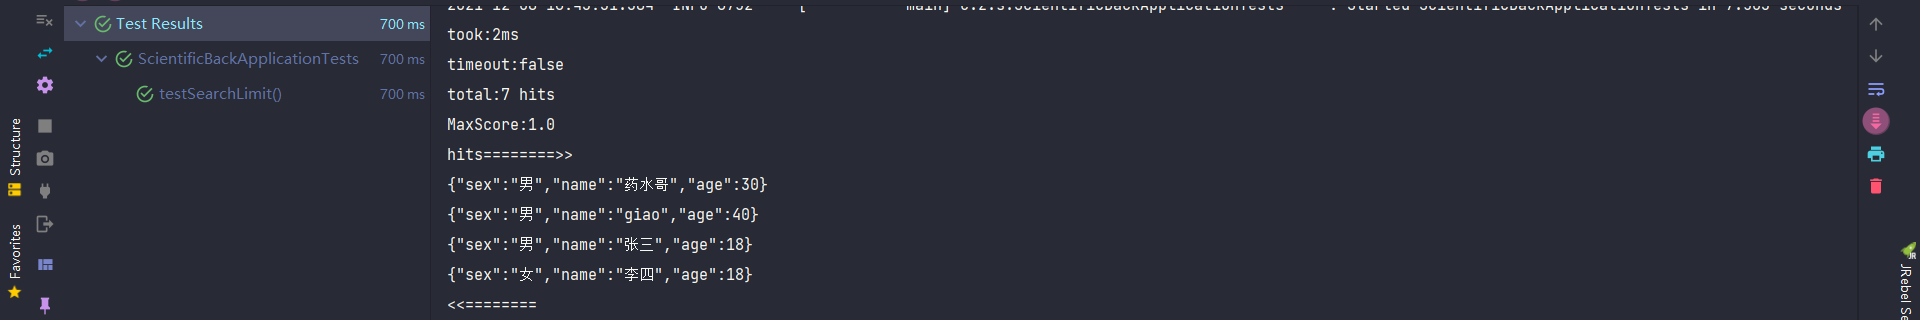 Test Results 700 ms
ScientificBackApplicationTests 700 ms
testSearchLimit() 700 ms
took:2ms
timeout:false
total:7 hits
MaxScore:1.0
hits========>>
{"sex":"男","name":"药水哥","age":30}
{"sex":"男","name":"giao","age":40}
{"sex":"男","name":"张三","age":18}
{"sex":"女","name":"李四","age":18}
<<========
Structure
Favorites
JRebel Se
JR